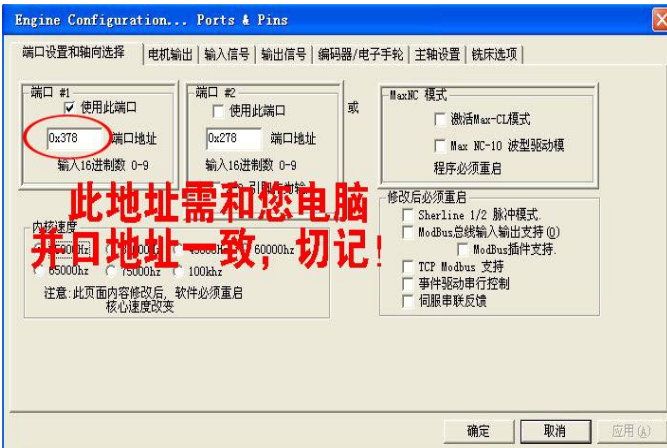 Engine Configuration... Ports & Pins
端口设置和轴向选择 电机输出 输入信号 输出信号 编码器/电子手轮 主轴设置 铣床选项
端口 #1
使用此端口
0x378 端口地址
输入16进制数 0-9
端口 #2
使用此端口
0x278 端口地址
输入16进制数 0-9
或
MaxNC 模式
激活Max-CL模式
Max NC-10 波型驱动模
程序必须重启
此地址需和您电脑
并口地址一致，切记!
内核速度
60000hz
65000hz 75000hz 100khz
注意:此页面内容修改后, 软件必须重启
核心速度改变
修改后必须重启
Sherline 1/2 脉冲模式.
ModBus总线输入输出支持(O)
ModBus插件支持.
TCP Modbus 支持
事件驱动串行控制
伺服串联反馈
确定 取消 应用(A)